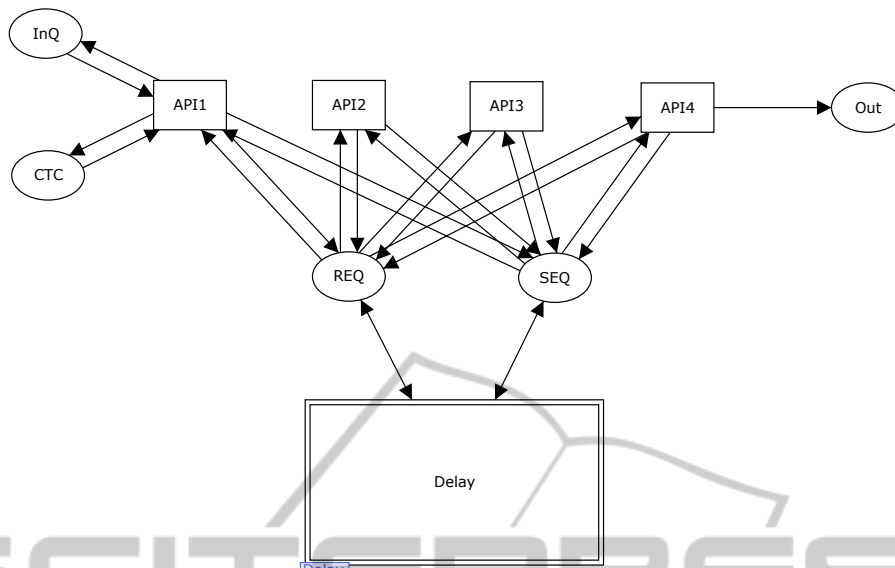 InQ
API1
API2
API3
API4
Out
CTC
REQ
SEQ
Delay
Delay